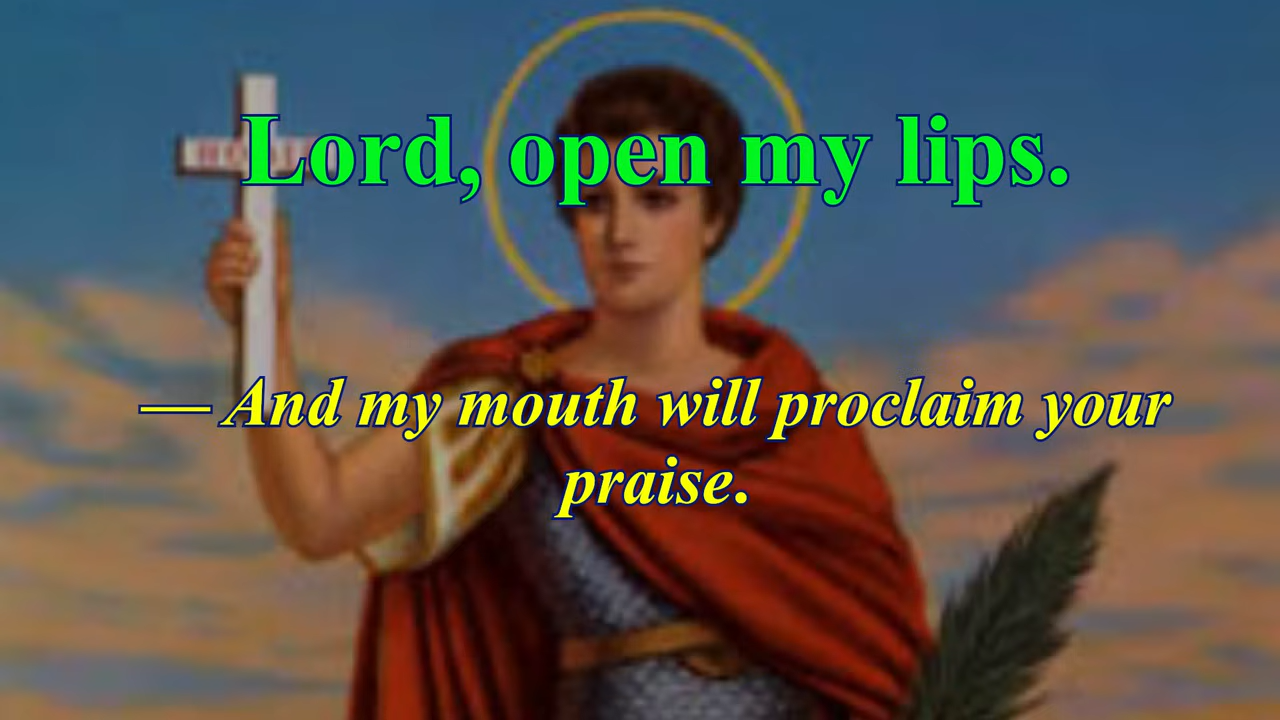 Lord, open my lips.
— And my mouth will proclaim your
praise.